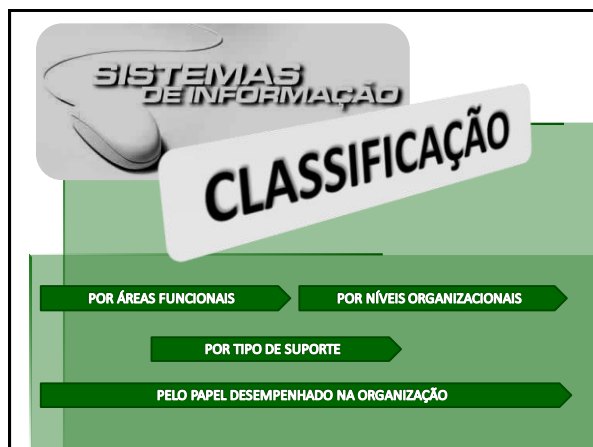 SISTEMAS
DE INFORMAÇÃO
CLASSIFICAÇÃO
POR ÁREAS FUNCIONAIS
POR NÍVEIS ORGANIZACIONAIS
POR TIPO DE SUPORTE
PELO PAPEL DESEMPENHADO NA ORGANIZAÇÃO